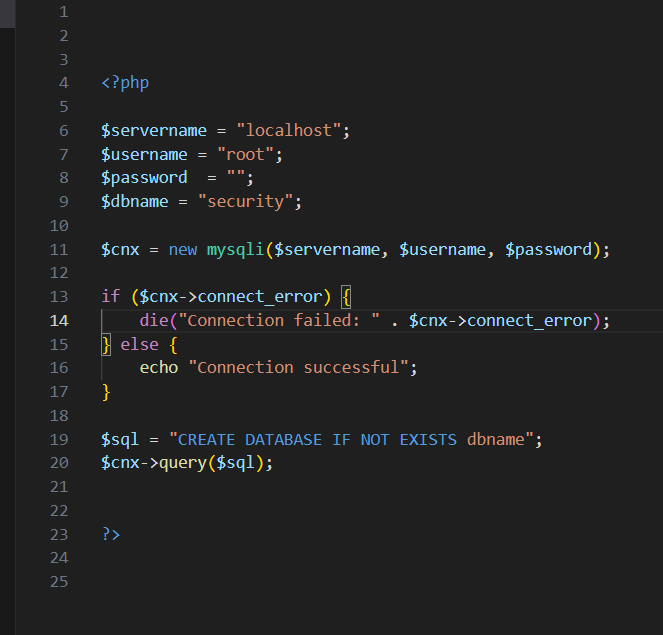 1
2
3
4 <?php
5
6 $servername = "localhost";
7 $username = "root";
8 $password  = "";
9 $dbname = "security";
10
11 $cnx = new mysqli($servername, $username, $password);
12
13 if ($cnx->connect_error) {
14     die("Connection failed: " . $cnx->connect_error);
15 } else {
16     echo "Connection successful";
17 }
18
19 $sql = "CREATE DATABASE IF NOT EXISTS dbname";
20 $cnx->query($sql);
21
22
23 ?>
24
25